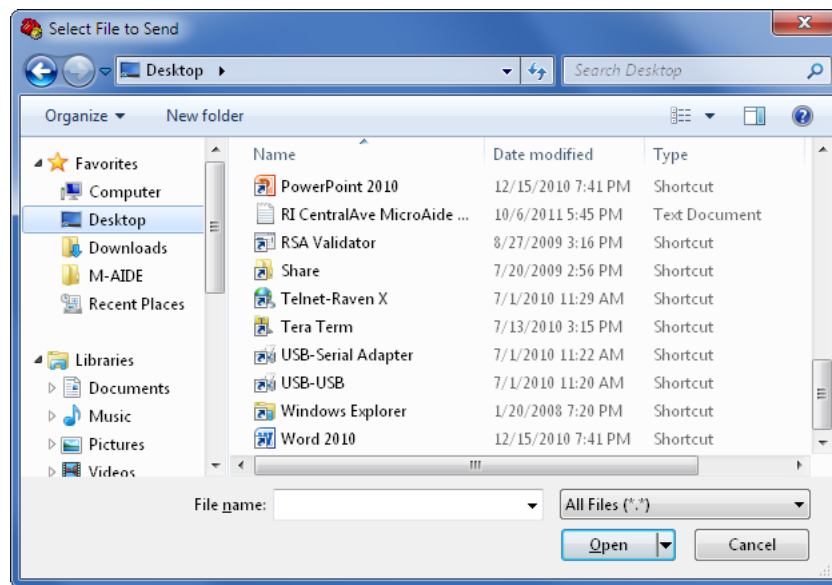 Select File to Send
Desktop
Search Desktop
Organize New folder
Favorites
Computer
Desktop
Downloads
M-AIDE
Recent Places
Libraries
Documents
Music
Pictures
Videos
Name Date modified Type
PowerPoint 2010 12/15/2010 7:41 PM Shortcut
RI CentralAve MicroAide ... 10/6/2011 5:45 PM Text Document
RSA Validator 8/27/2009 3:16 PM Shortcut
Share 7/20/2009 2:56 PM Shortcut
Telnet-Raven X 7/1/2010 11:29 AM Shortcut
Tera Term 7/13/2010 3:15 PM Shortcut
USB-Serial Adapter 7/1/2010 11:22 AM Shortcut
USB-USB 7/1/2010 11:20 AM Shortcut
Windows Explorer 1/20/2008 7:20 PM Shortcut
Word 2010 12/15/2010 7:41 PM Shortcut
File name: All Files (*.*)
Open Cancel